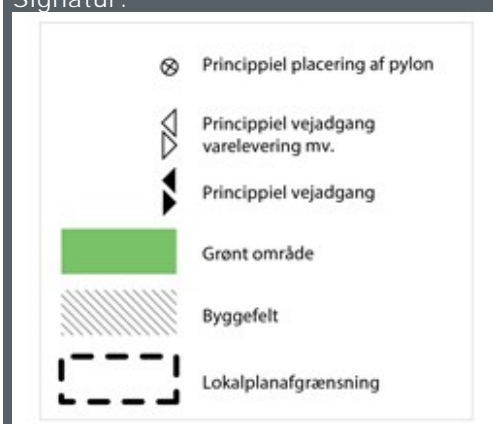 Signatur:
Princippiel placering af pylon
Princippiel vejadgang
varelevering mv.
Princippiel vejadgang
Grønt område
Byggefelt
Lokalplanafgrænsning